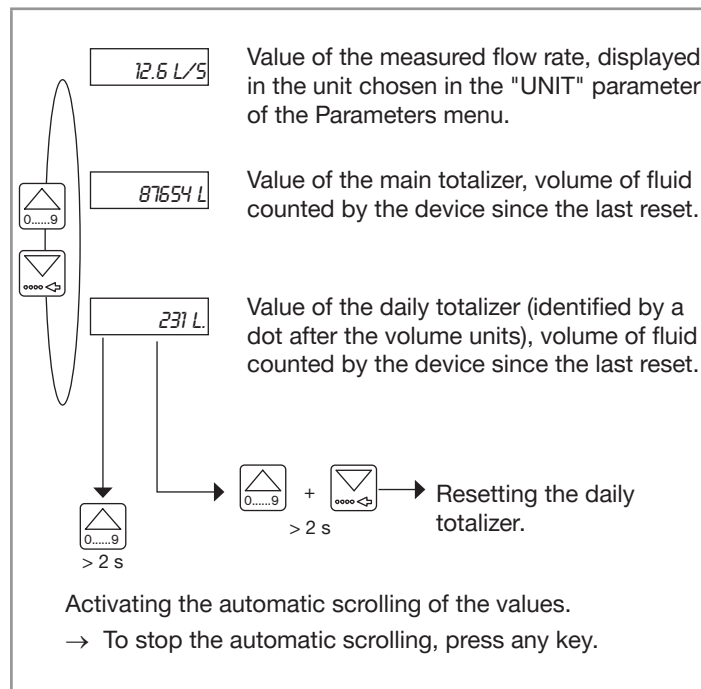 12.6 L/S
Value of the measured flow rate, displayed
in the unit chosen in the "UNIT" parameter
of the Parameters menu.
0......9
87654 L
Value of the main totalizer, volume of fluid
counted by the device since the last reset.
231 L.
Value of the daily totalizer (identified by a
dot after the volume units), volume of fluid
counted by the device since the last reset.
0......9
> 2 s
0......9 +
> 2 s
Resetting the daily
totalizer.
Activating the automatic scrolling of the values.
→ To stop the automatic scrolling, press any key.